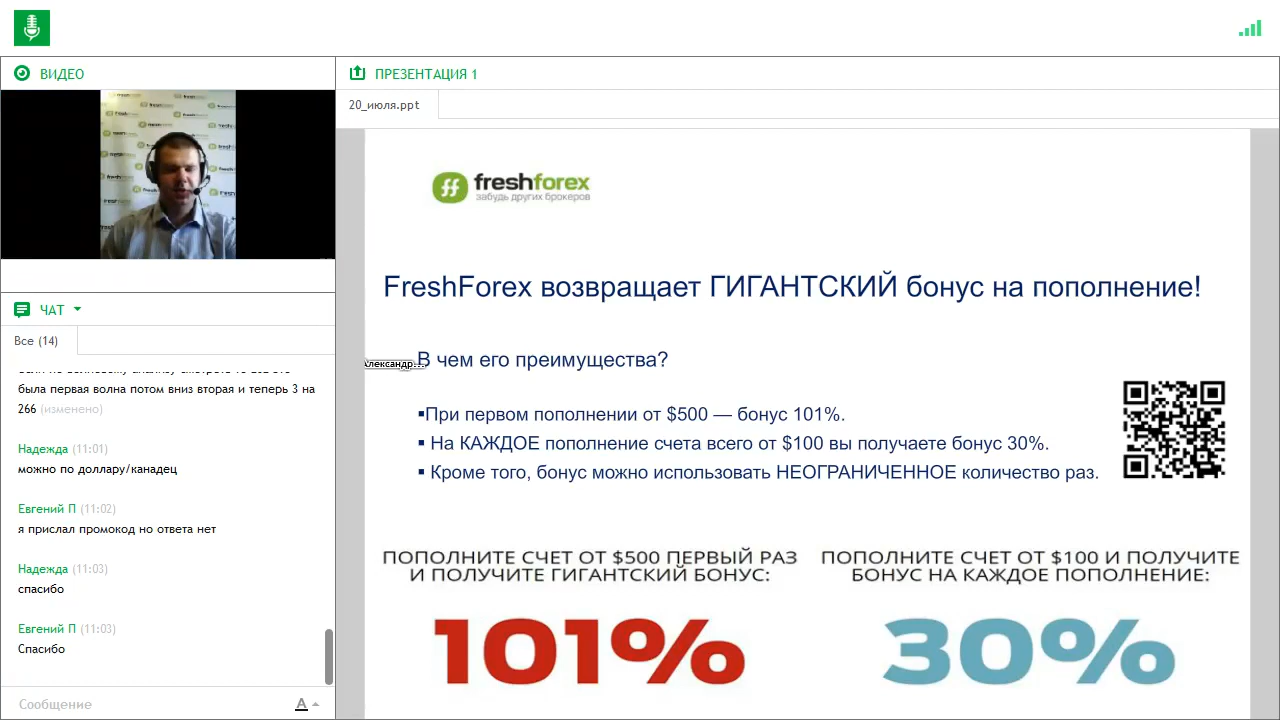 ВИДЕО
ПРЕЗЕНТАЦИЯ 1
20_июля.ppt
freshforex
забудь других брокеров
FreshForex возвращает ГИГАНТСКИЙ бонус на пополнение!
Александр...
В чем его преимущества?
▪При первом пополнении от $500 — бонус 101%.
▪ На КАЖДОЕ пополнение счета всего от $100 вы получаете бонус 30%.
▪ Кроме того, бонус можно использовать НЕОГРАНИЧЕННОЕ количество раз.
ПОПОЛНИТЕ СЧЕТ ОТ $500 ПЕРВЫЙ РАЗ
И ПОЛУЧИТЕ ГИГАНТСКИЙ БОНУС:
101%
ПОПОЛНИТЕ СЧЕТ ОТ $100 И ПОЛУЧИТЕ
БОНУС НА КАЖДОЕ ПОПОЛНЕНИЕ:
30%
ЧАТ
Все (14)
была первая волна потом вниз вторая и теперь 3 на
266 (изменено)
Надежда (11:01)
можно по доллару/канадец
Евгений П (11:02)
я прислал промокод но ответа нет
Надежда (11:03)
спасибо
Евгений П (11:03)
Спасибо
Сообщение
A